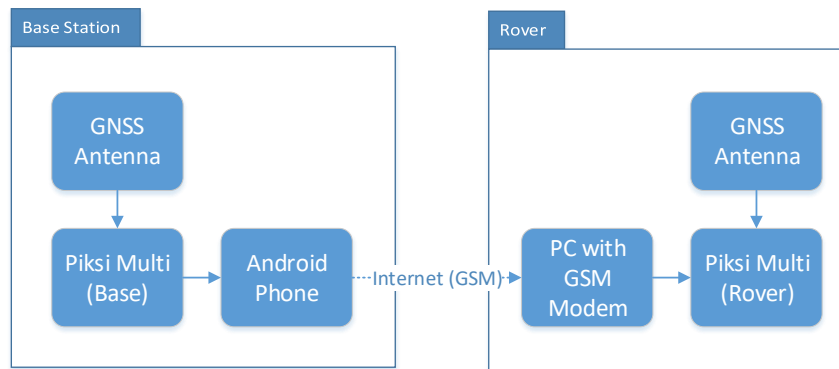 Base Station
GNSS
Antenna
Piksi Multi
(Base)
Android
Phone
Internet (GSM)
Rover
GNSS
Antenna
PC with
GSM
Modem
Piksi Multi
(Rover)